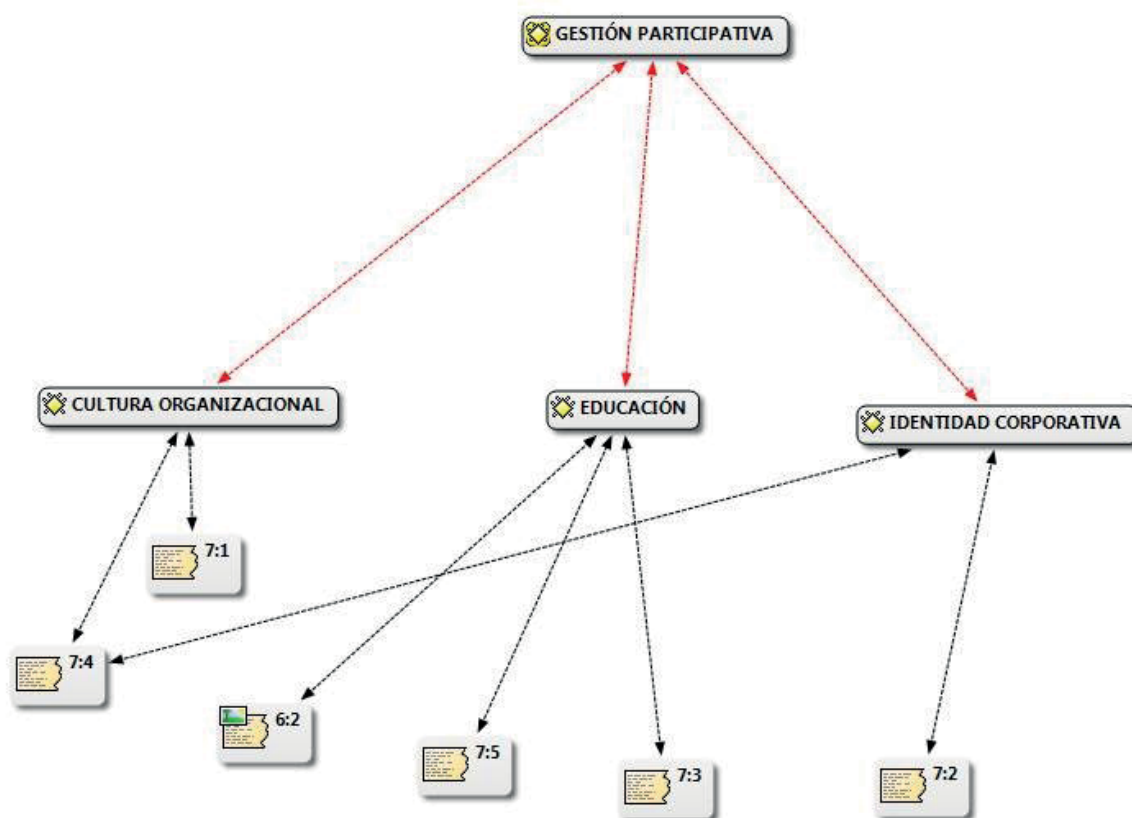 GESTIÓN PARTICIPATIVA
CULTURA ORGANIZACIONAL
EDUCACIÓN
IDENTIDAD CORPORATIVA
7:1
7:4
6:2
7:5
7:3
7:2